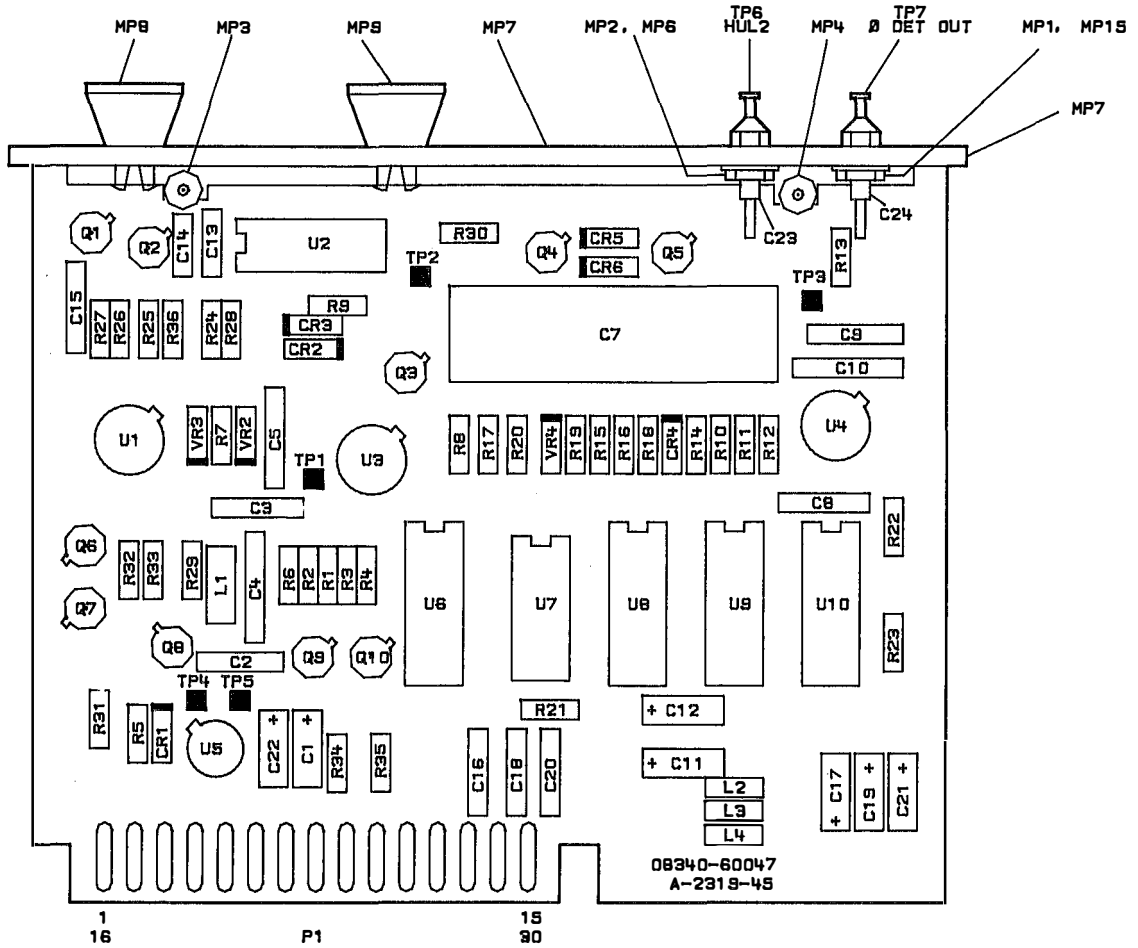 MP8 MP3 MP9 MP7 MP2, MP6 TP6 HUL2 MP4 TP7 Ø DET OUT MP1, MP15
MP7
C23 C24
Q1 Q2 C14 C13 U2 R30 Q4 CR5 CR6 Q5 R13
TP2 TP3
C15 R27 R26 R25 R36 R24 R28 R9 CR3 CR2 C7 C9 C10
Q3
U1 VR3 R7 VR2 C5 U3 R8 R17 R20 VR4 R19 R15 R16 R18 CR4 R14 R10 R11 R12 U4
TP1
C3 C8
Q6 R32 R33 R29 L1 C4 R6 R2 R1 R3 R4 R22
Q7 U6 U7 U8 U9 U10
Q8 C2 Q9 Q10 R23
TP4 TP5
R31 R5 CR1 U5 + C22 + C1 R34 R35 R21 + C12
C16 C18 C20 + C11 + C17 C19 + C21 +
L2
L3
L4
08340-60047
A-2319-45
1 15
16 P1 30